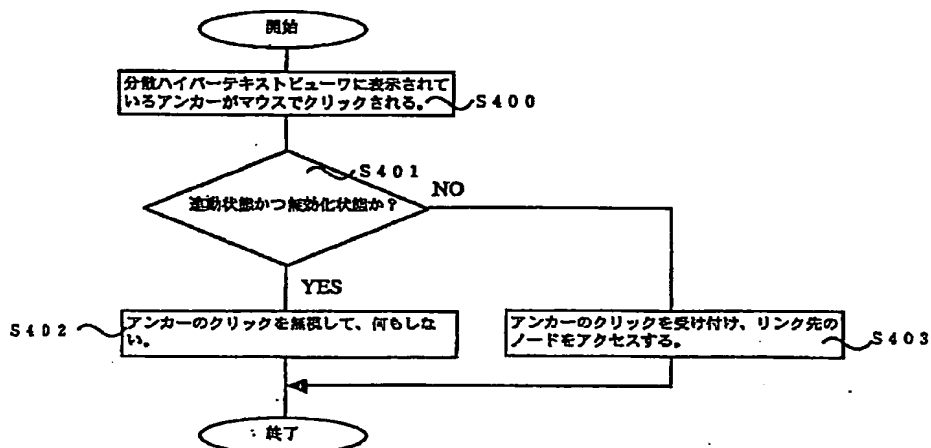 開始
分散ハイパーテキストビューワに表示されて
いるアンカーがマウスでクリックされる。
S400
S401
連動状態かつ無効化状態か？
NO
YES
S402
アンカーのクリックを無視して、何もしな
い。
アンカーのクリックを受け付け、リンク先の
ノードをアクセスする。
S403
終了